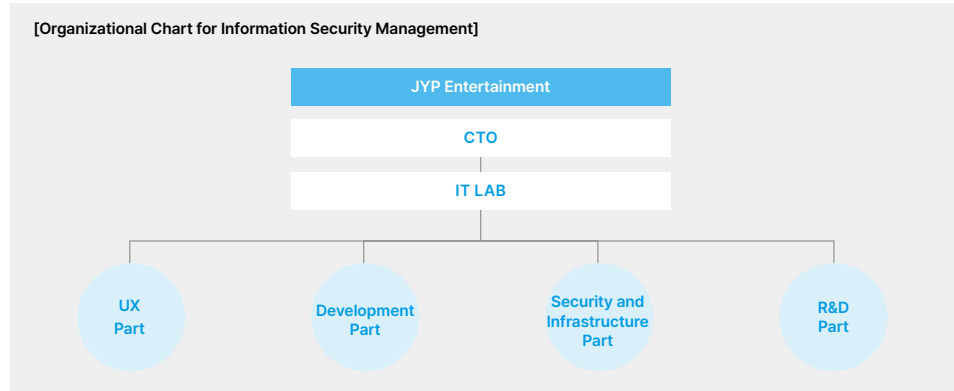 [Organizational Chart for Information Security Management]
JYP Entertainment
CTO
IT LAB
UX
Part
Development
Part
Security and
Infrastructure
Part
R&D
Part